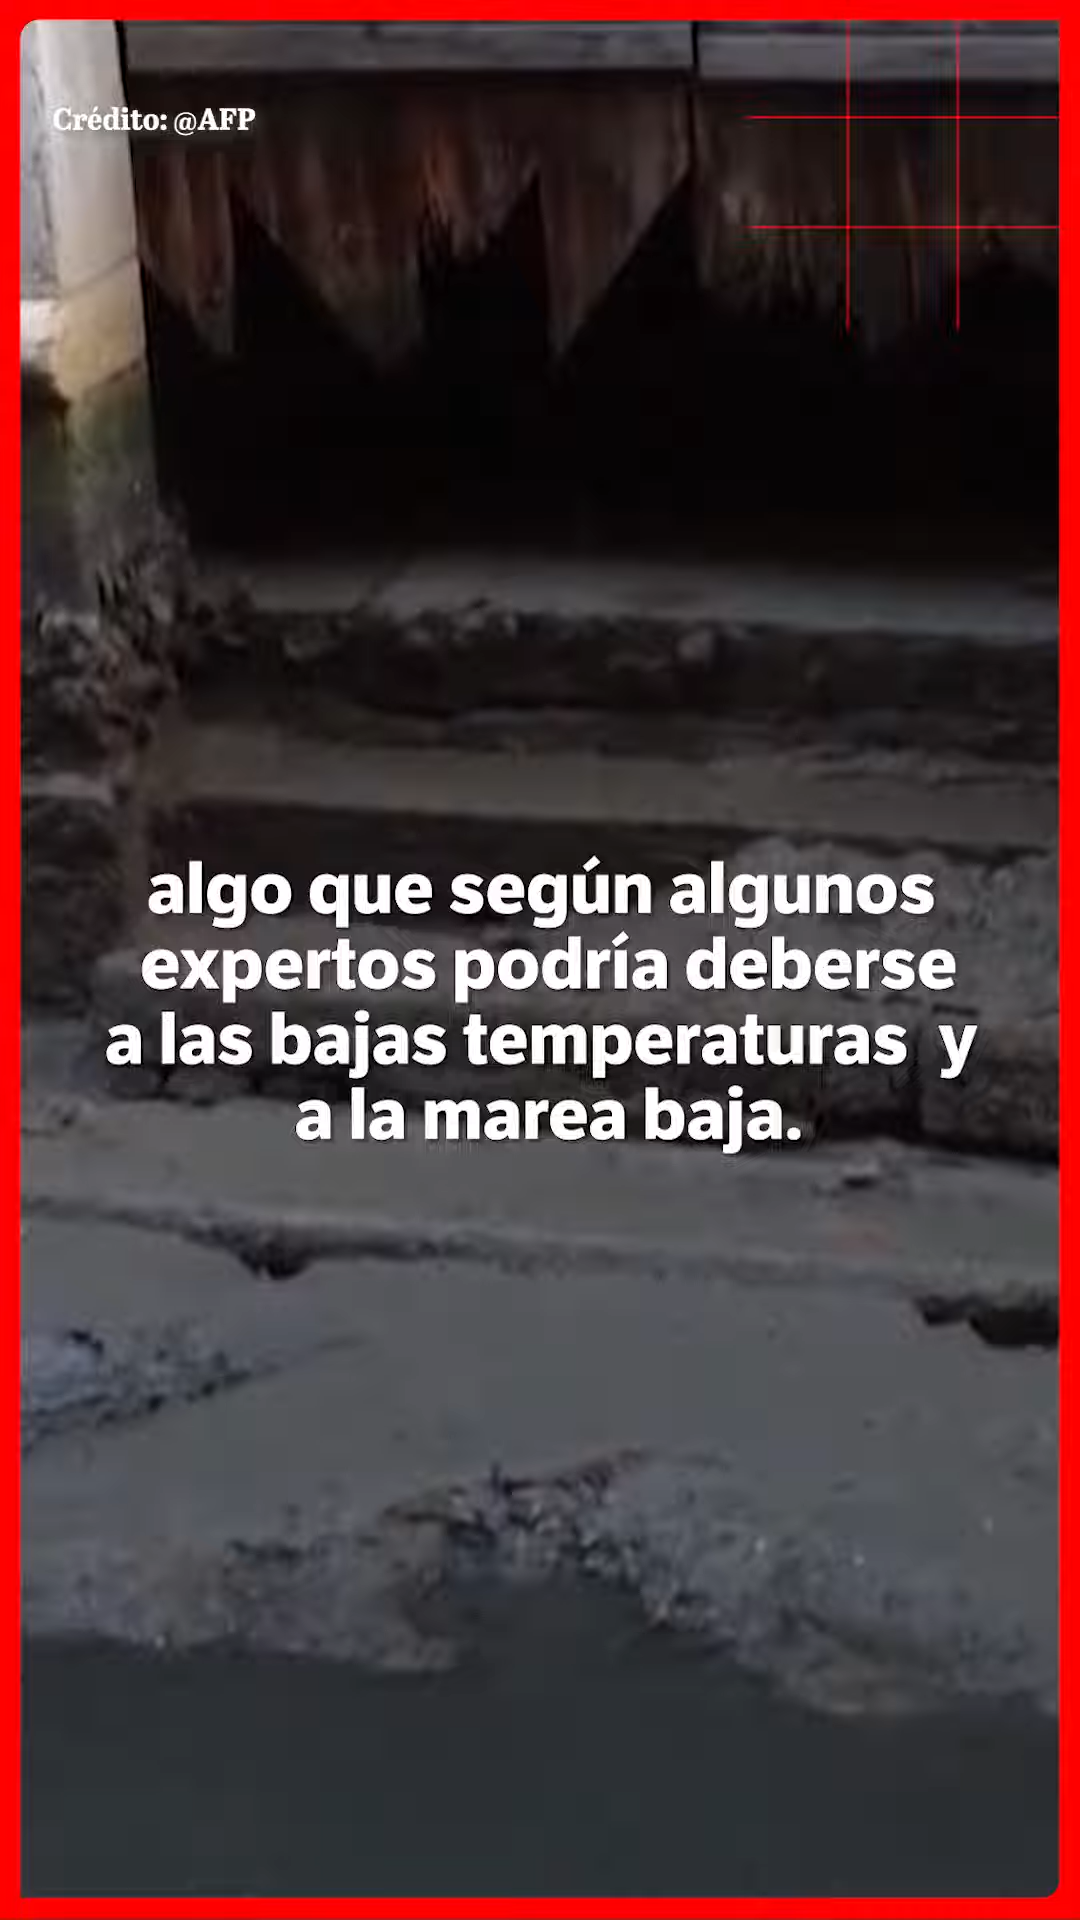 Crédito: @AFP
algo que según algunos
expertos podría deberse
a las bajas temperaturas y
a la marea baja.